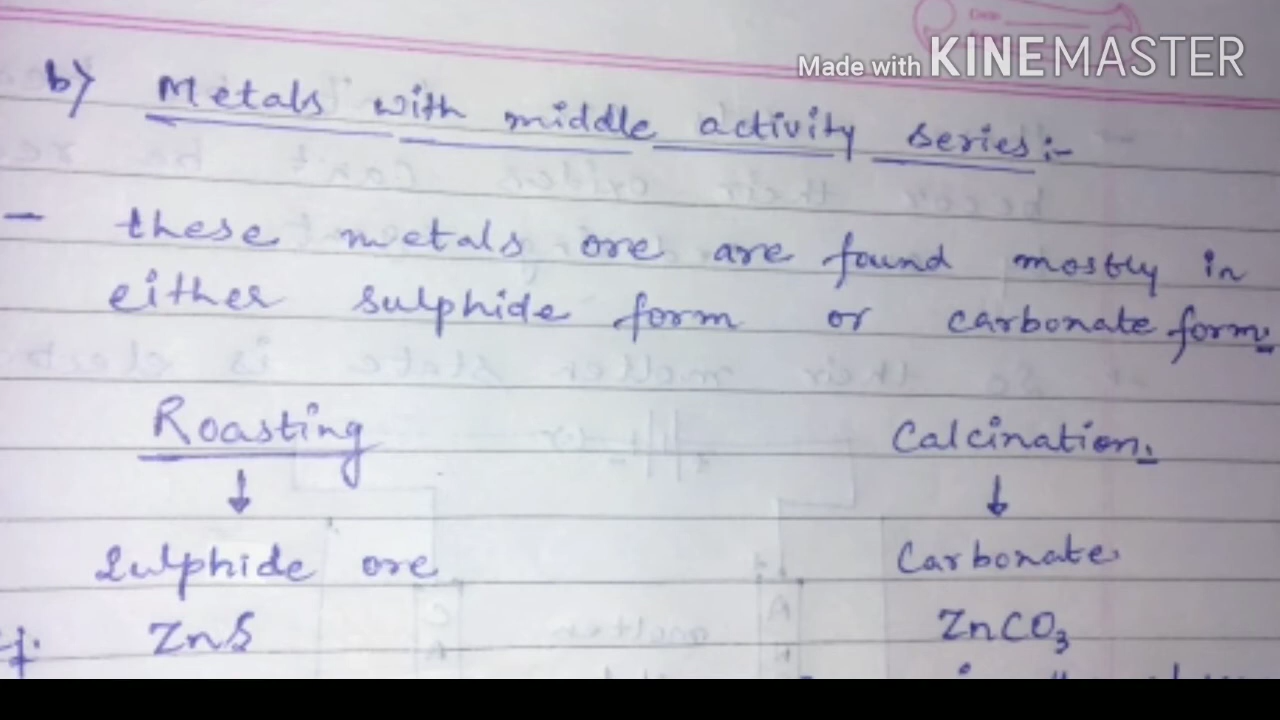 Made with KINEMASTER
b) Metals with middle activity series:-
- these metals ore are found mostly in
either sulphide form or carbonate form.
Roasting Calcination.
↓ ↓
Sulphide ore Carbonate
ZnS ZnCO₃